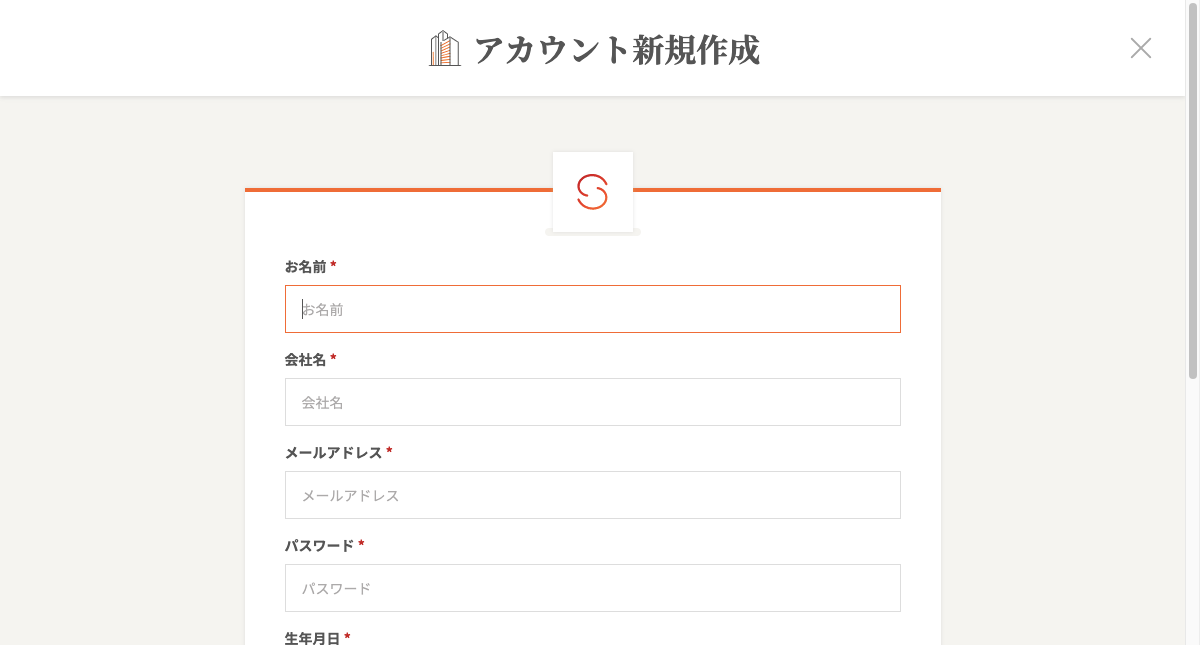 アカウント新規作成
お名前 *
お名前
会社名 *
会社名
メールアドレス *
メールアドレス
パスワード *
パスワード
生年月日 *